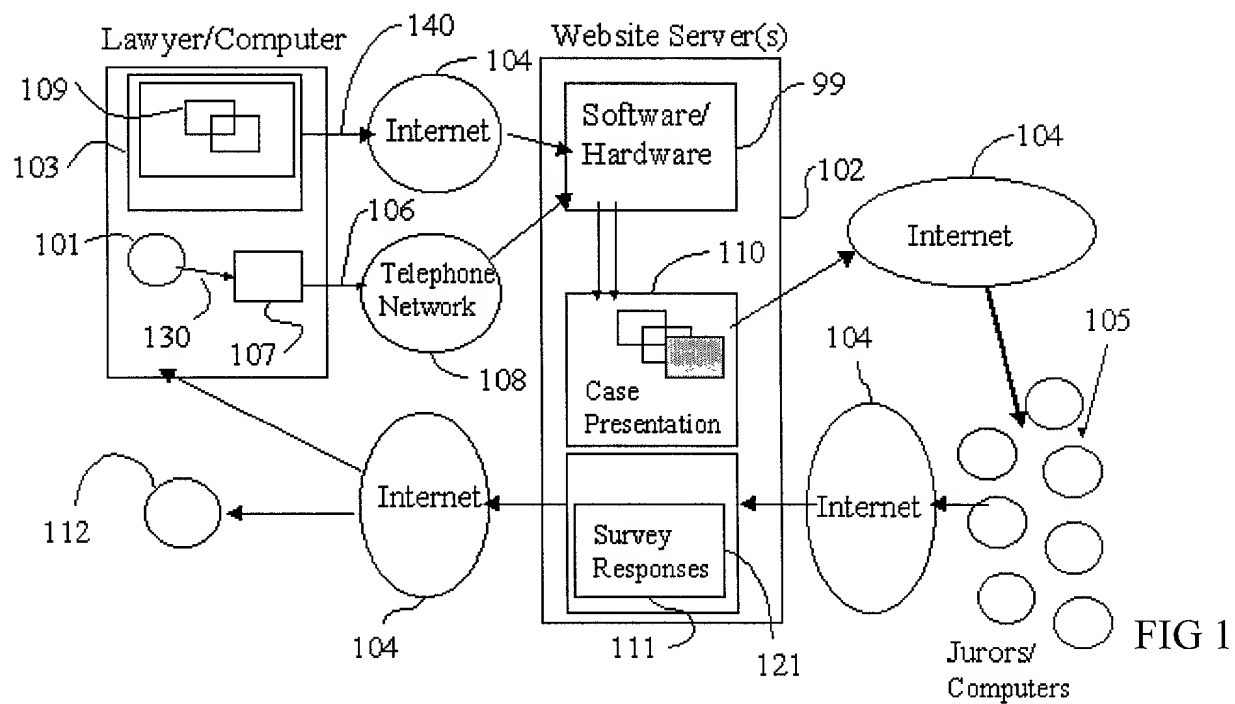 Lawyer/Computer
140
104
Website Server(s)
109
Internet
Software/
Hardware
99
103
102
104
Internet
101
106
110
130
107
Telephone
Network
108
Case
Presentation
104
105
112
Internet
Internet
Survey
Responses
104
111
121
Jurors/
Computers
FIG 1